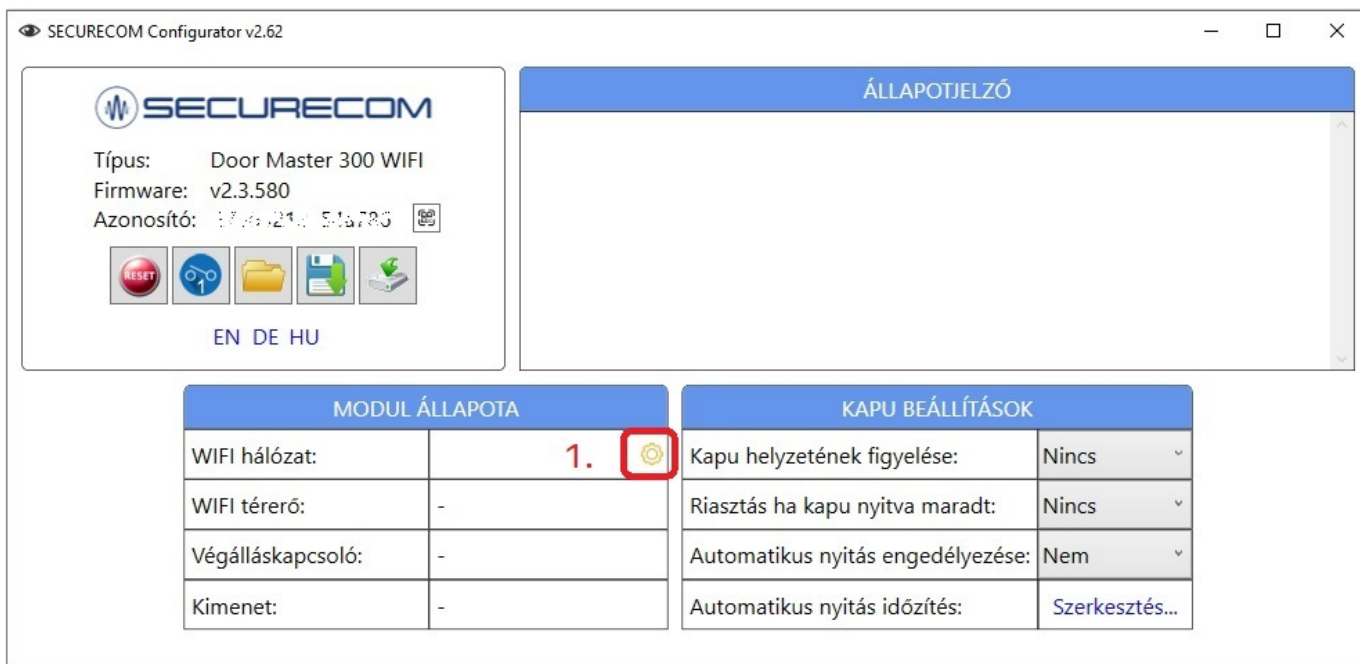 SECURECOM Configurator v2.62
SECURECOM
Típus: Door Master 300 WIFI
Firmware: v2.3.580
Azonosító:
RESET
1
EN DE HU
ÁLLAPOTJELZŐ
MODUL ÁLLAPOTA
WIFI hálózat: 1.
WIFI térerő: -
Végálláskapcsoló: -
Kimenet: -
KAPU BEÁLLÍTÁSOK
Kapu helyzetének figyelése: Nincs
Riasztás ha kapu nyitva maradt: Nincs
Automatikus nyitás engedélyezése: Nem
Automatikus nyitás időzítés: Szerkesztés...